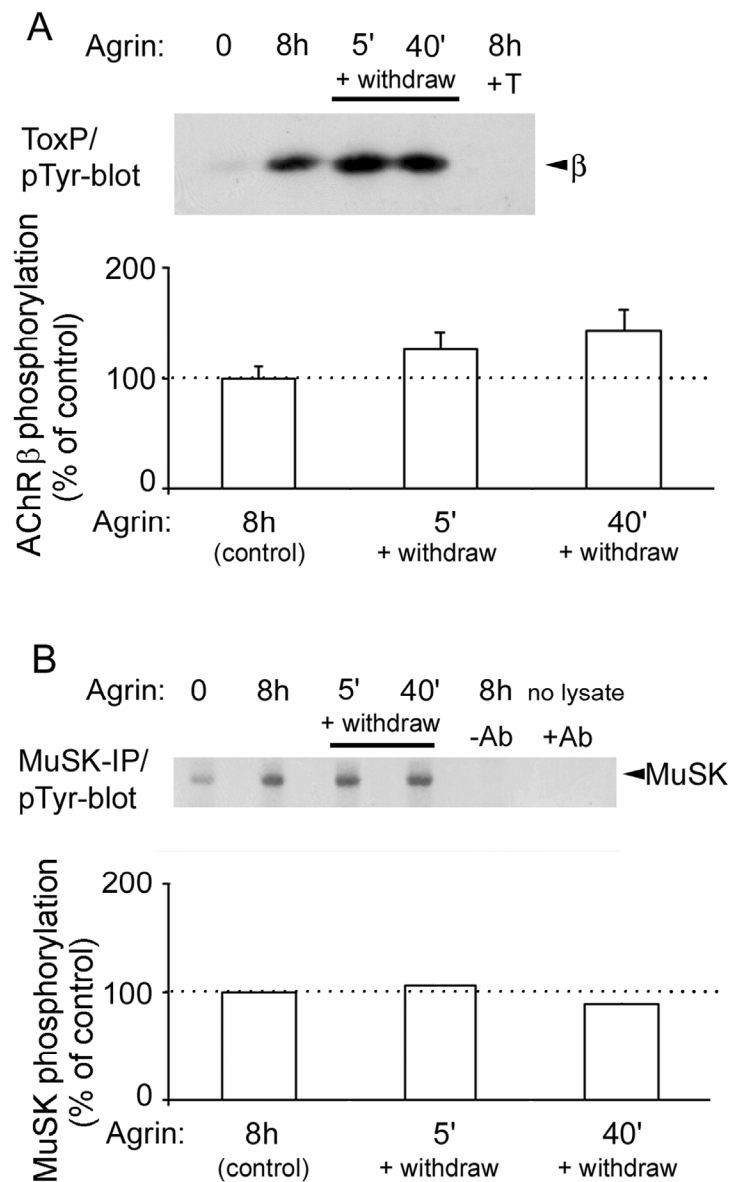 A
Agrin: 0 8h 5' 40' 8h
+ withdraw +T
ToxP/
pTyr-blot
◄β
200
100
0
AChR β phosphorylation
(% of control)
Agrin: 8h 5' 40'
(control) + withdraw + withdraw
B
Agrin: 0 8h 5' 40' 8h no lysate
+ withdraw -Ab +Ab
MuSK-IP/
pTyr-blot
◄MuSK
200
100
0
MuSK phosphorylation
(% of control)
Agrin: 8h 5' 40'
(control) + withdraw + withdraw